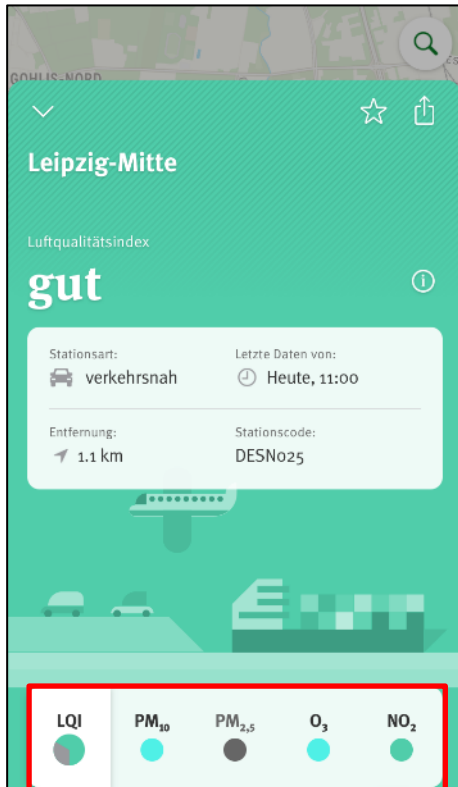 GOHLIS-NORD
Leipzig-Mitte
Luftqualitätsindex
gut
Stationsart:
verkehrsnah
Letzte Daten von:
Heute, 11:00
Entfernung:
1.1 km
Stationscode:
DESN025
LQI PM₁₀ PM₂,₅ O₃ NO₂